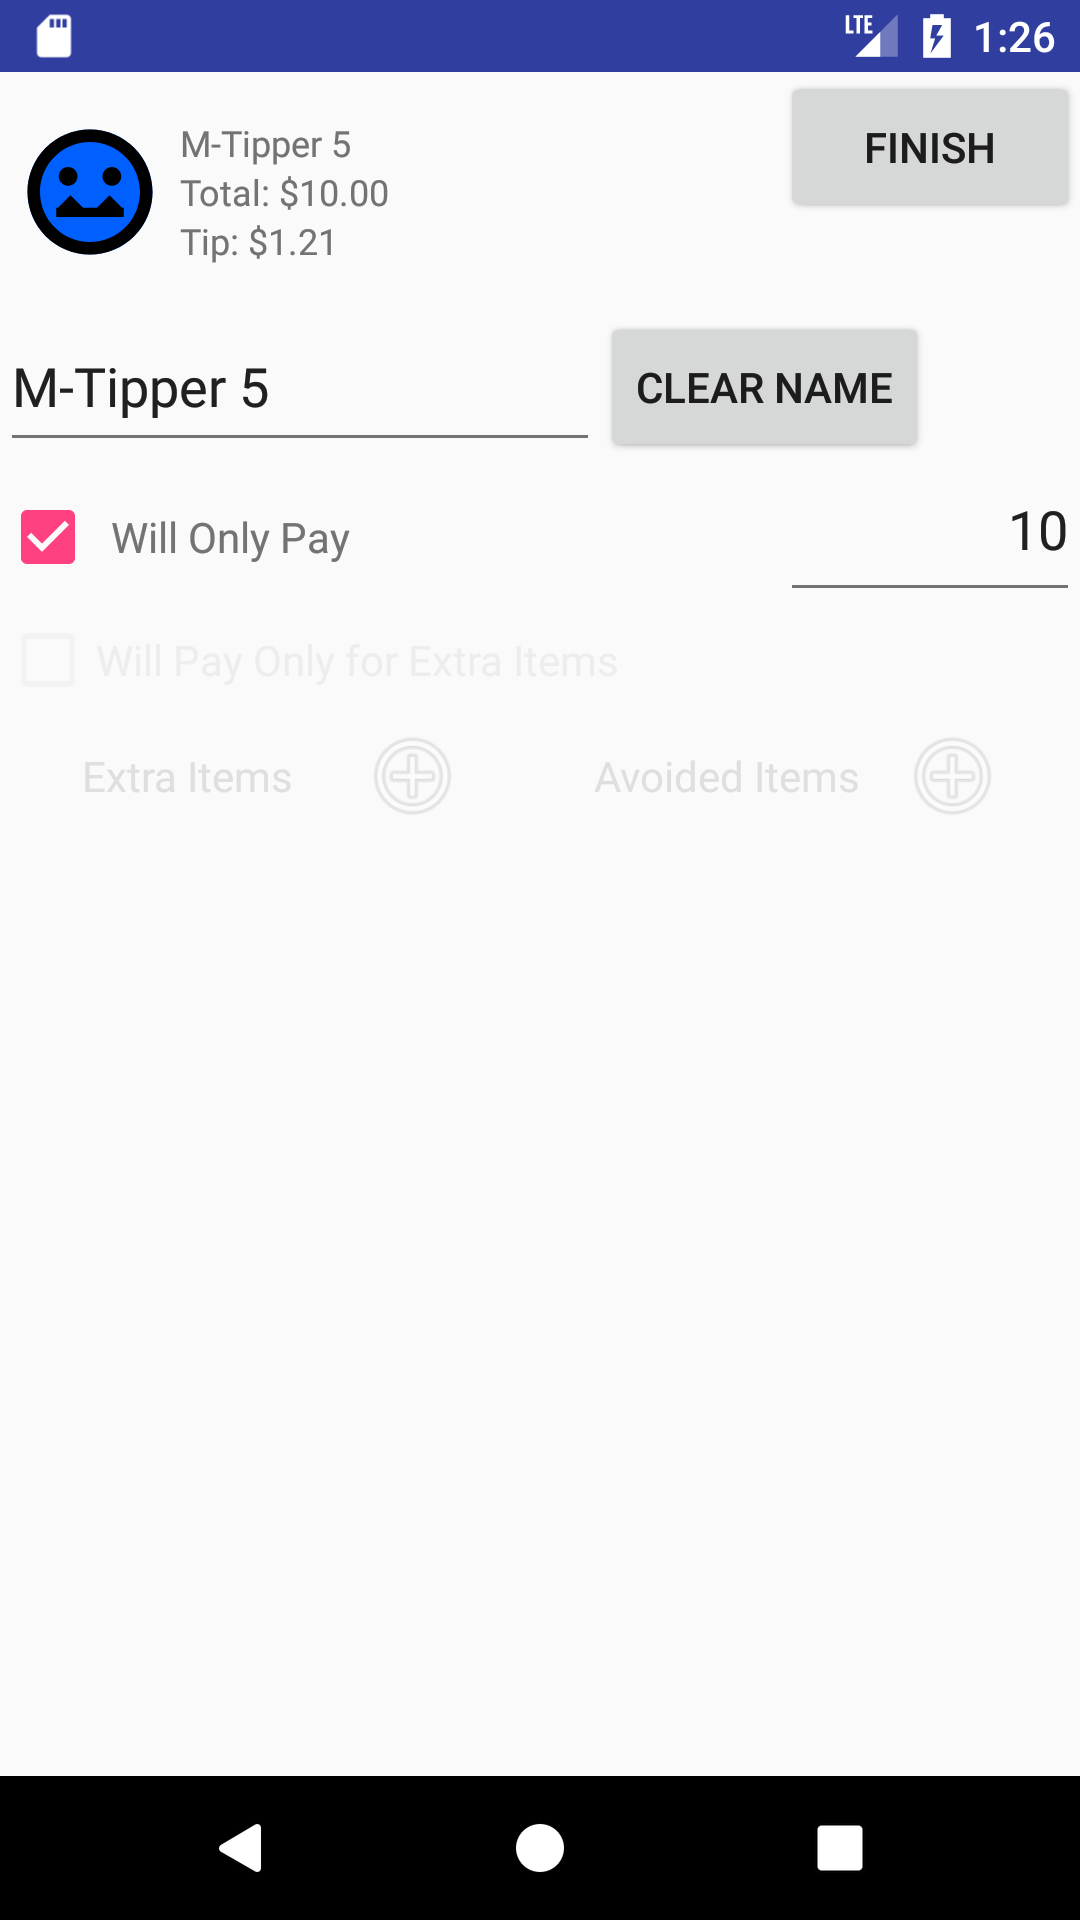 LTE 1:26
M-Tipper 5
Total: $10.00
Tip: $1.21
FINISH
M-Tipper 5
CLEAR NAME
Will Only Pay
10
Will Pay Only for Extra Items
Extra Items
Avoided Items